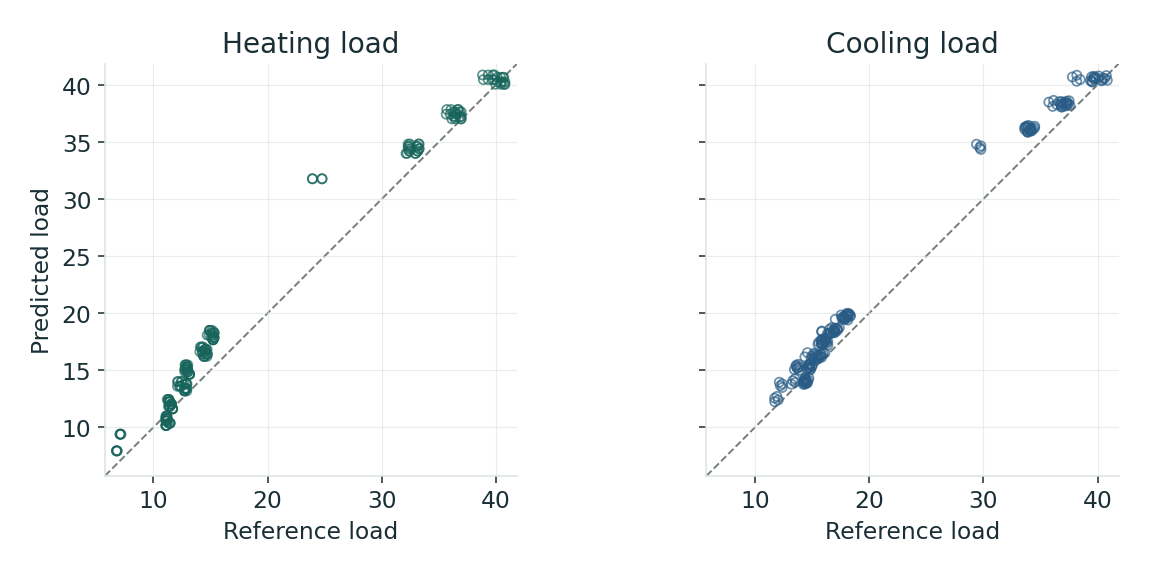 Heating load
Cooling load
Predicted load
40
35
30
25
20
15
10
10 20 30 40
10 20 30 40
Reference load
Reference load